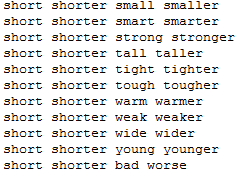 short shorter small smaller
short shorter smart smarter
short shorter strong stronger
short shorter tall taller
short shorter tight tighter
short shorter tough tougher
short shorter warm warmer
short shorter weak weaker
short shorter wide wider
short shorter young younger
short shorter bad worse